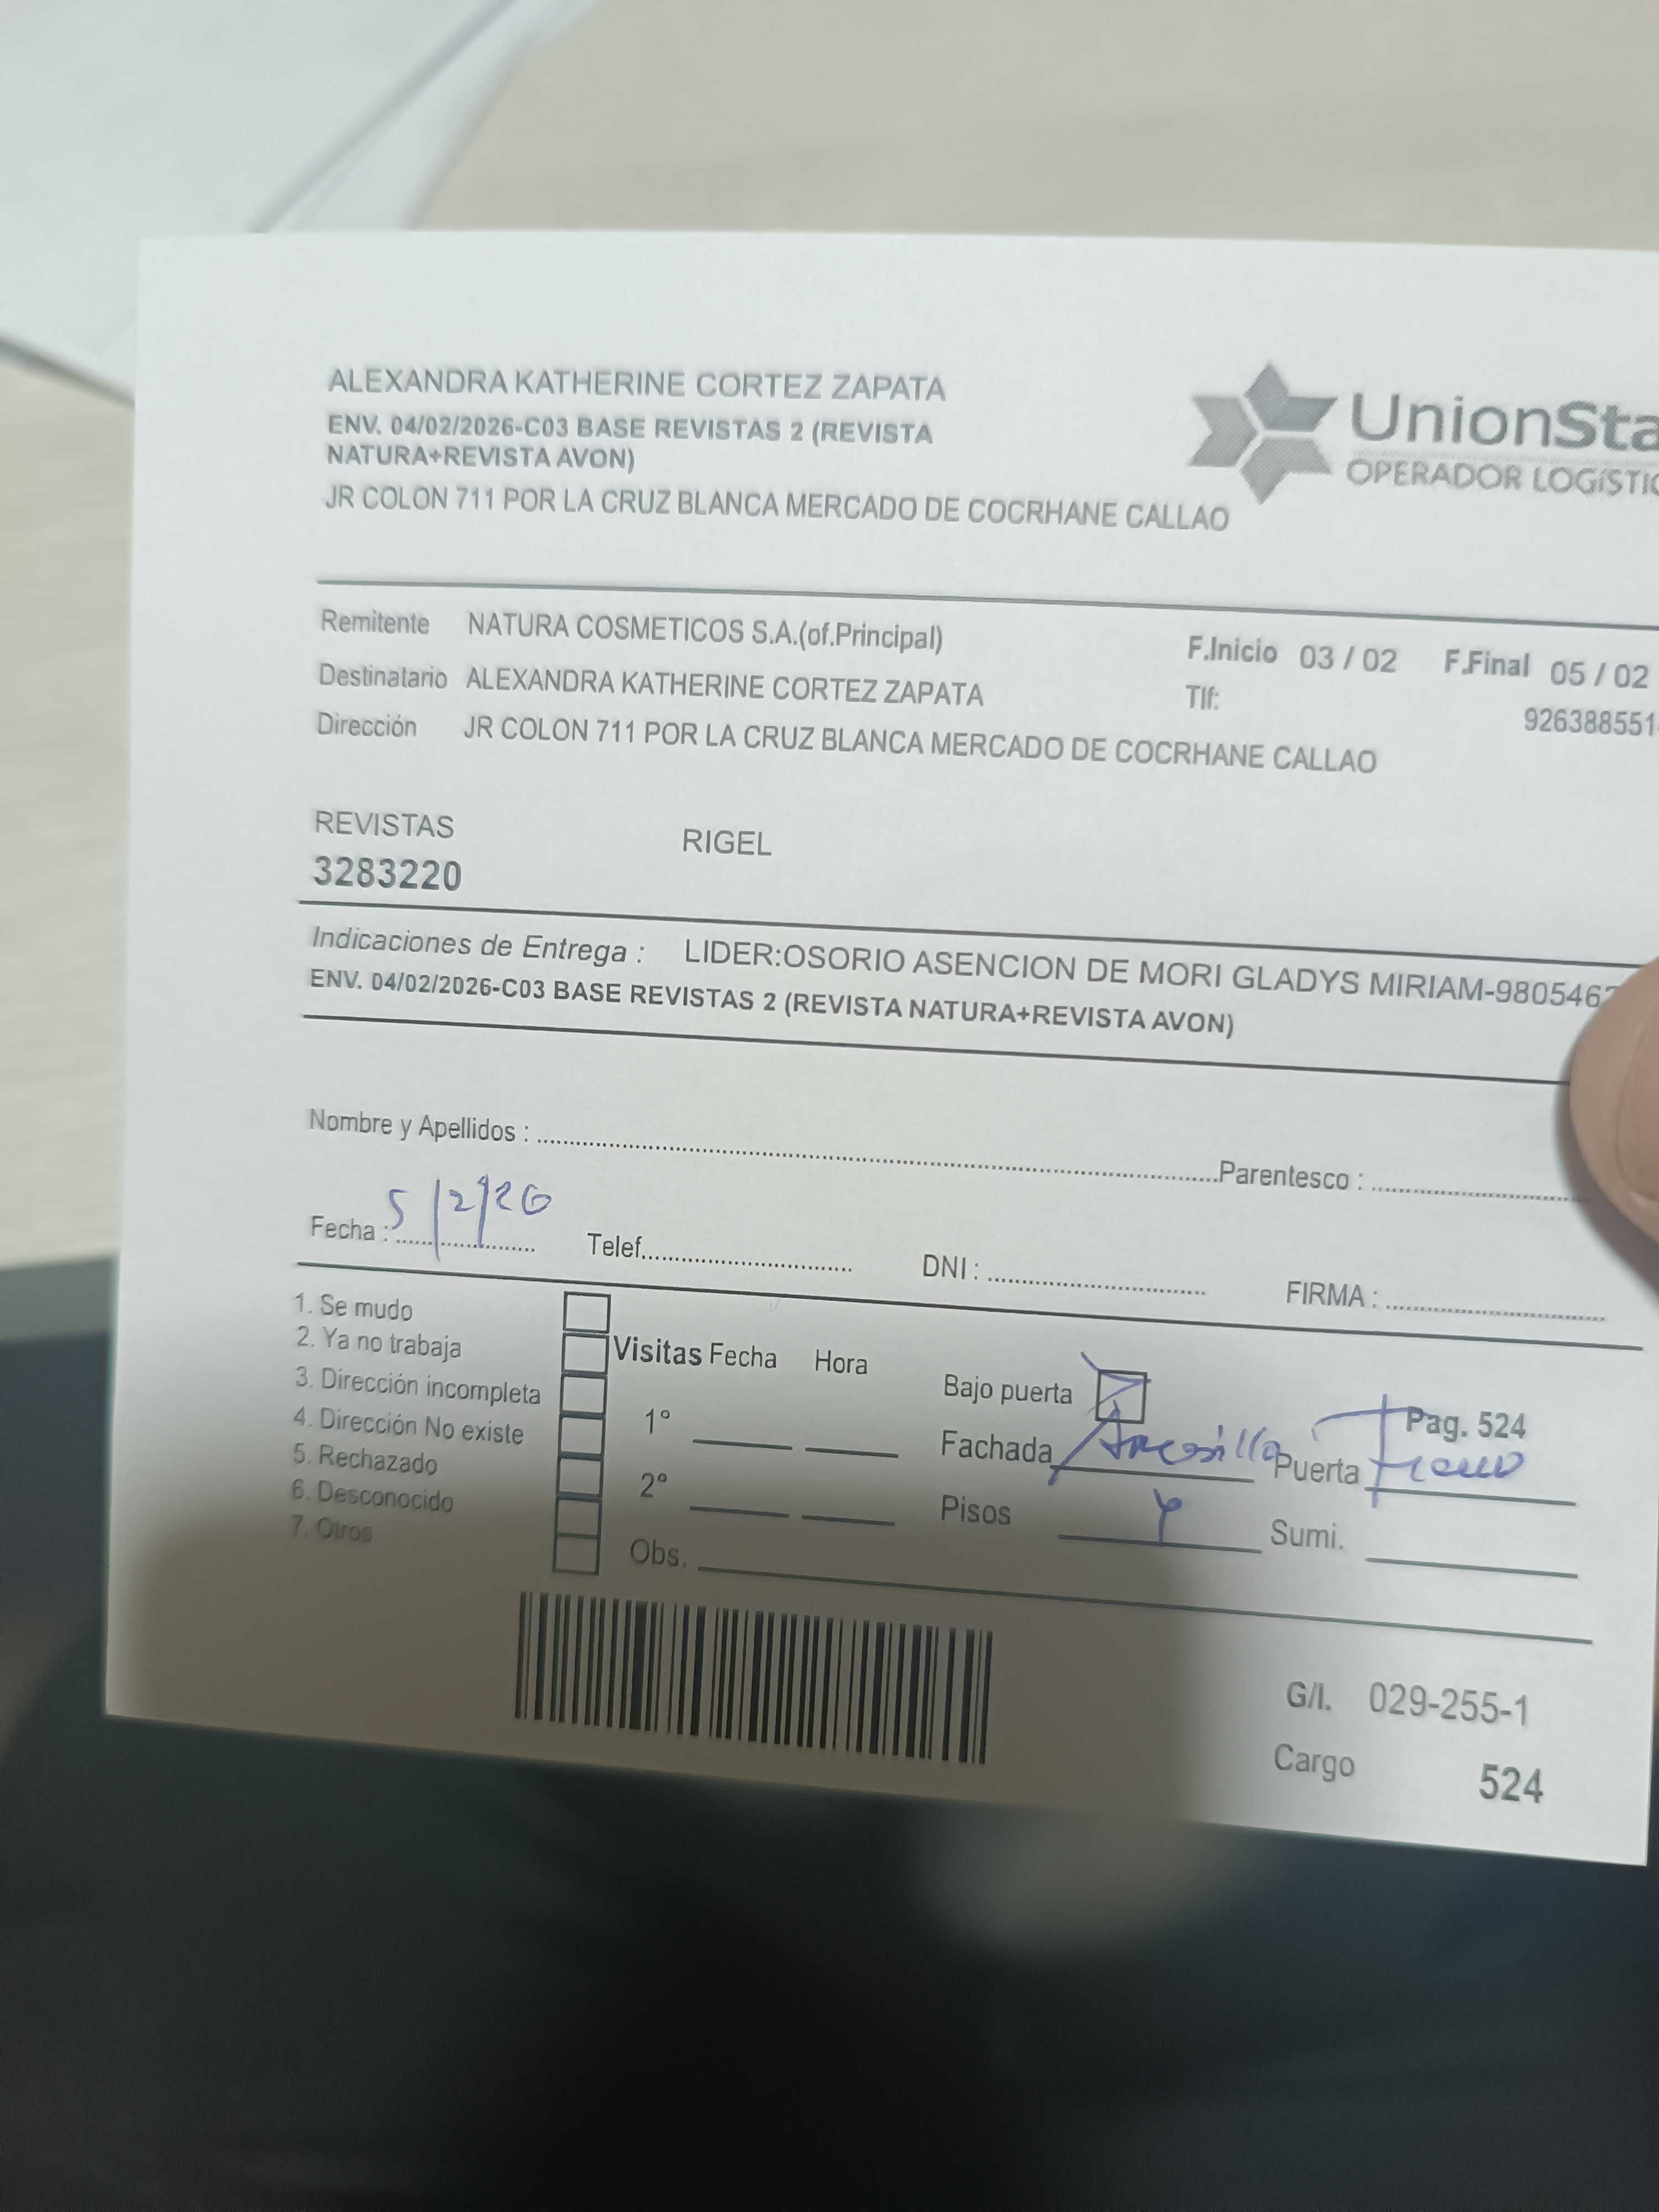 ALEXANDRA KATHERINE CORTEZ ZAPATA
ENV. 04/02/2026-C03 BASE REVISTAS 2 (REVISTA
NATURA+REVISTA AVON)
JR COLON 711 POR LA CRUZ BLANCA MERCADO DE COCRHANE CALLAO
UnionSta
OPERADOR LOGíSTIC
Remitente NATURA COSMETICOS S.A.(of.Principal)
F.Inicio 03 / 02 F.Final 05 / 02
Destinatario ALEXANDRA KATHERINE CORTEZ ZAPATA
Tlf: 926388551
Dirección JR COLON 711 POR LA CRUZ BLANCA MERCADO DE COCRHANE CALLAO
REVISTAS RIGEL
3283220
Indicaciones de Entrega : LIDER:OSORIO ASENCION DE MORI GLADYS MIRIAM-980546
ENV. 04/02/2026-C03 BASE REVISTAS 2 (REVISTA NATURA+REVISTA AVON)
Nombre y Apellidos : Parentesco :
Fecha : 5/2/26 Telef. DNI : FIRMA :
1. Se mudo
2. Ya no trabaja
3. Dirección incompleta
4. Dirección No existe
5. Rechazado
6. Desconocido
7. Otros
Visitas Fecha Hora
1º
2º
Obs.
Bajo puerta
Pag. 524
Fachada Amarilla Puerta
Pisos 4 Sumi.
G/I. 029-255-1
Cargo 524